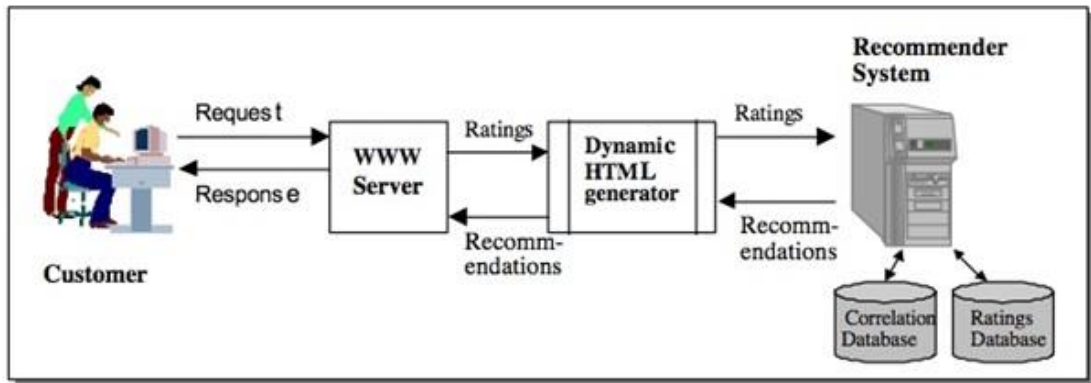 Recommender
System
Request
Response
Customer
WWW
Server
Ratings
Recomm-
endations
Dynamic
HTML
generator
Ratings
Recomm-
endations
Correlation
Database
Ratings
Database